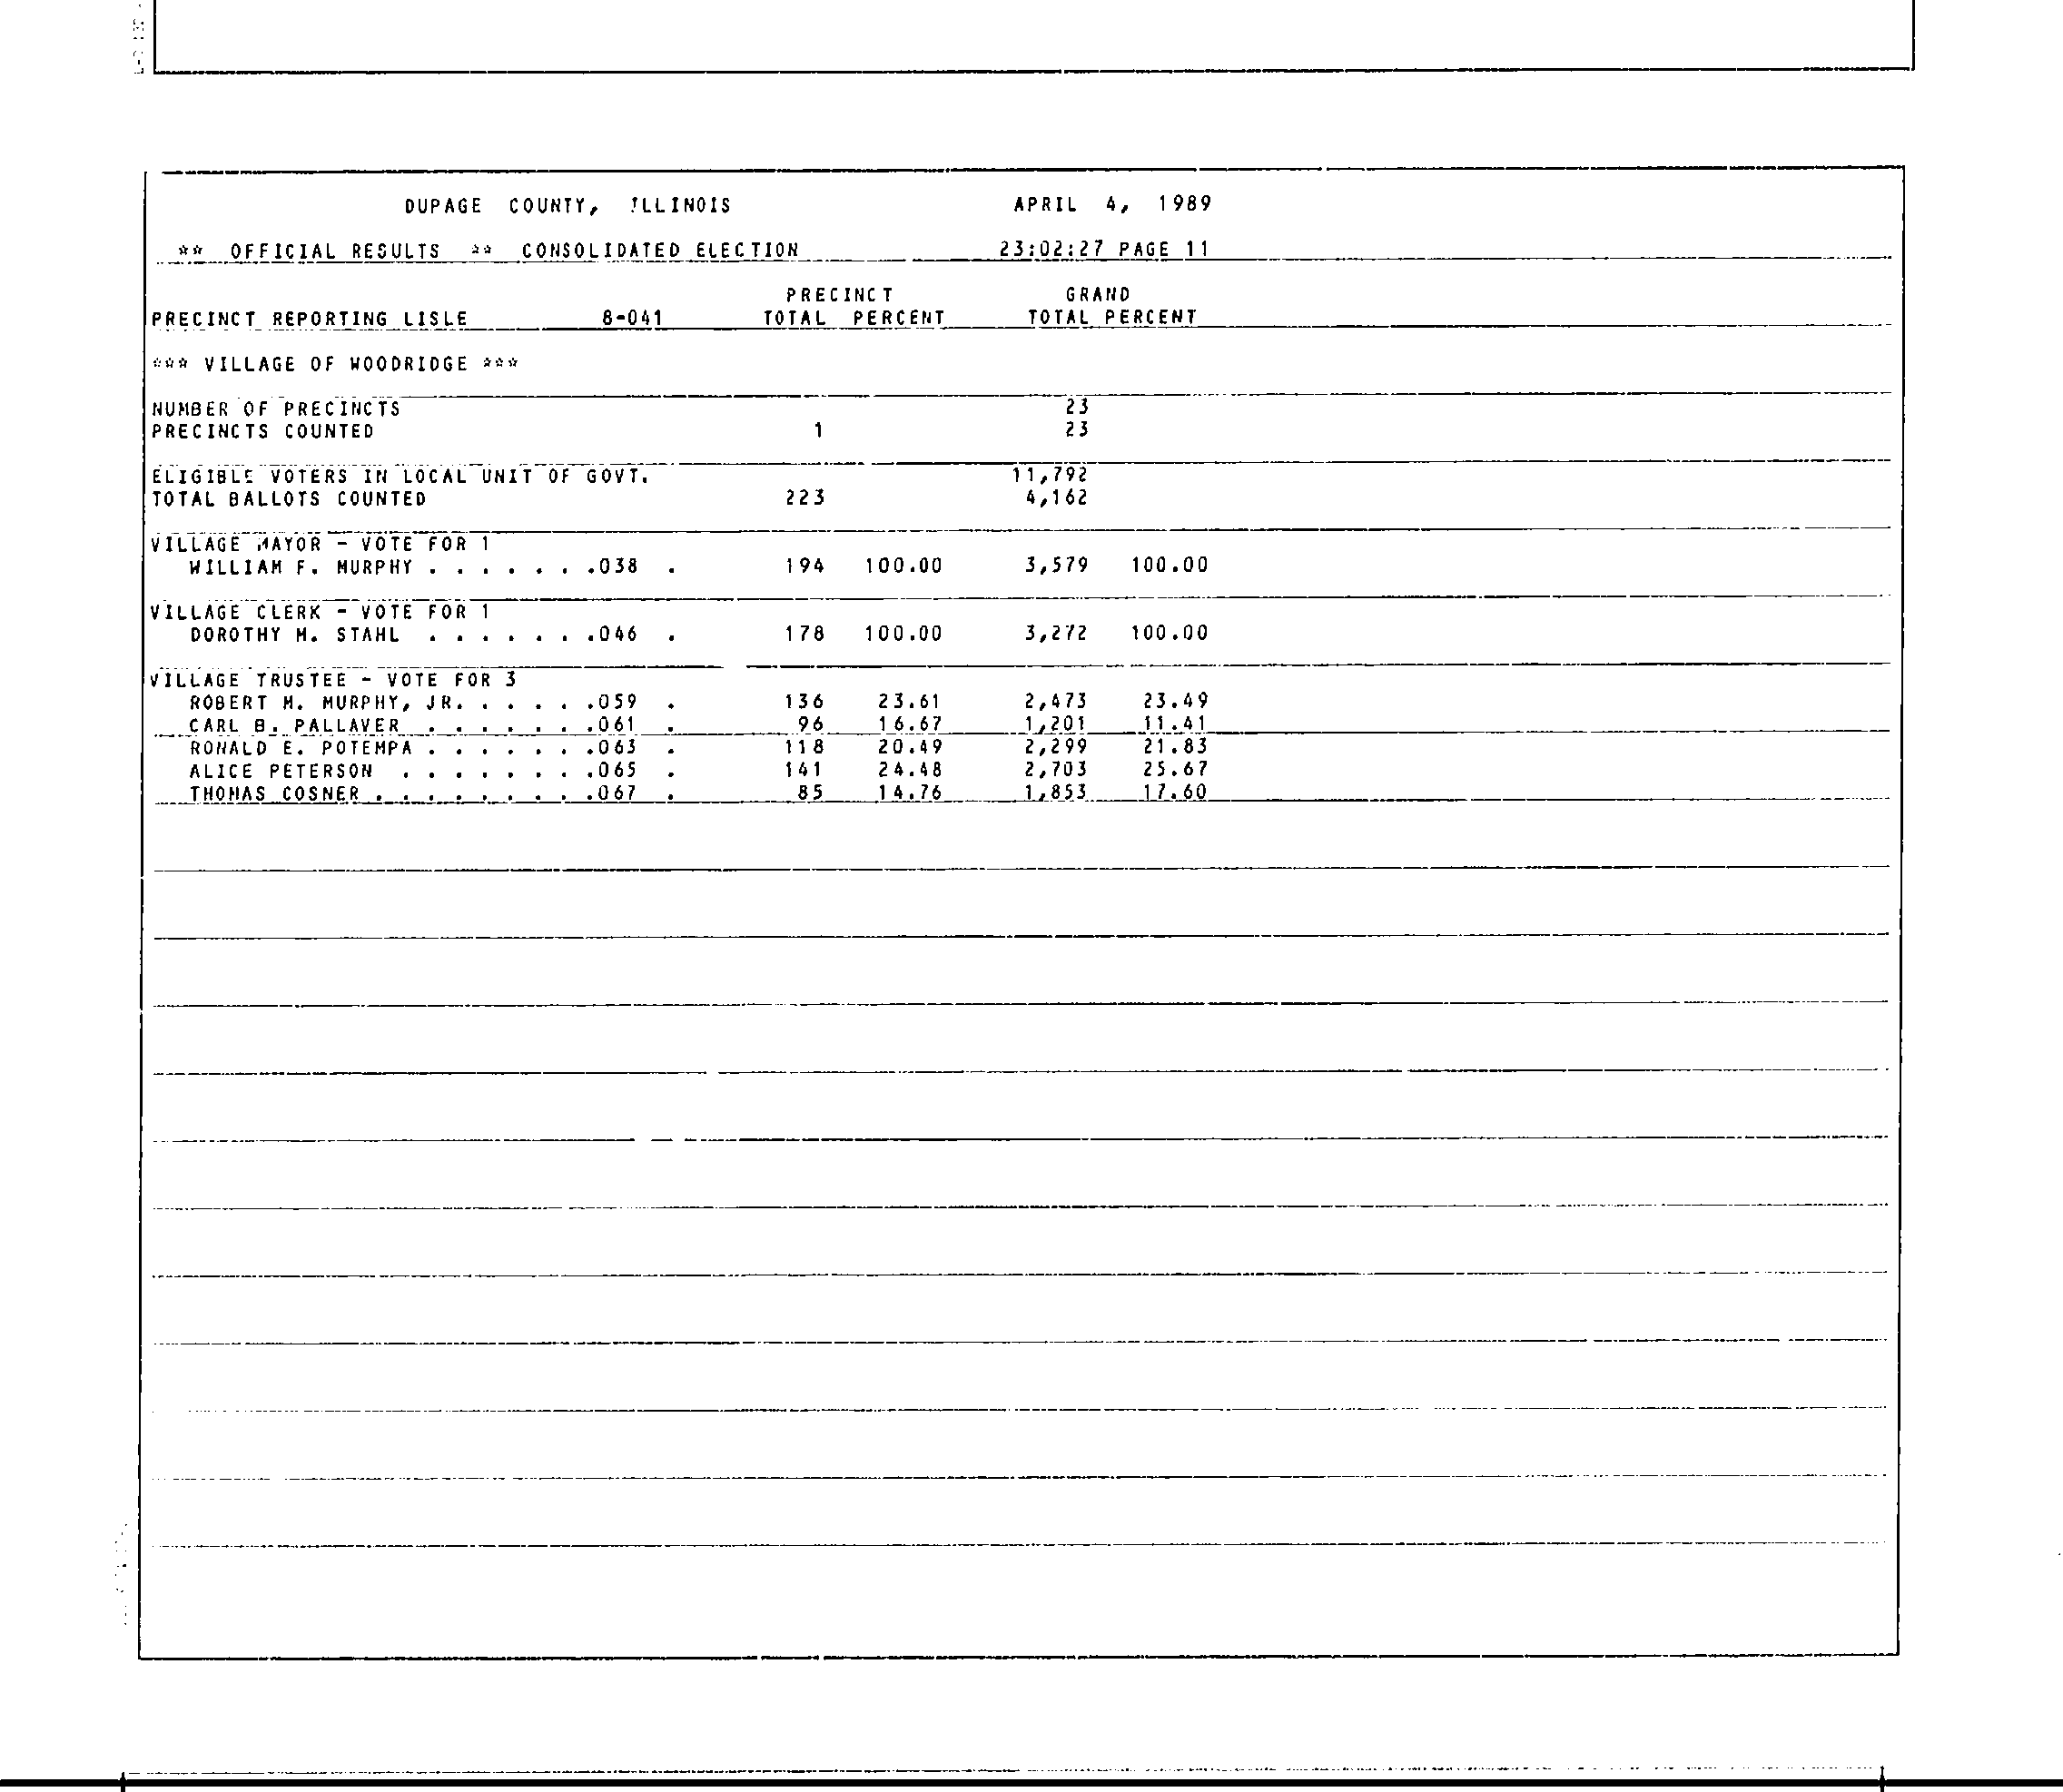 DUPAGE COUNTY, ILLINOIS APRIL 4, 1989
** OFFICIAL RESULTS ** CONSOLIDATED ELECTION 23:02:27 PAGE 11
PRECINCT GRAND
PRECINCT REPORTING LISLE 8-041 TOTAL PERCENT TOTAL PERCENT
*** VILLAGE OF WOODRIDGE ***
NUMBER OF PRECINCTS 23
PRECINCTS COUNTED 1 23
ELIGIBLE VOTERS IN LOCAL UNIT OF GOVT. 11,792
TOTAL BALLOTS COUNTED 223 4,162
VILLAGE MAYOR - VOTE FOR 1
WILLIAM F. MURPHY . . . . . . .038 . 194 100.00 3,579 100.00
VILLAGE CLERK - VOTE FOR 1
DOROTHY M. STAHL . . . . . . .046 . 178 100.00 3,272 100.00
VILLAGE TRUSTEE - VOTE FOR 3
ROBERT M. MURPHY, JR. . . . . .059 . 136 23.61 2,473 23.49
CARL B. PALLAVER . . . . . . .061 . 96 16.67 1,201 11.41
RONALD E. POTEMPA . . . . . . .063 . 118 20.49 2,299 21.83
ALICE PETERSON . . . . . . . .065 . 141 24.48 2,703 25.67
THOMAS COSNER . . . . . . . . .067 . 85 14.76 1,853 17.60